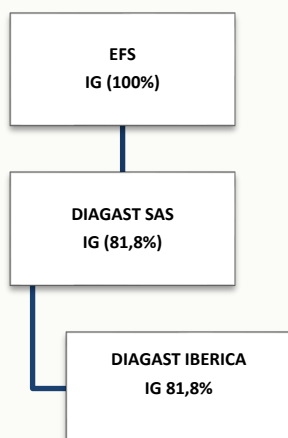 EFS
IG (100%)
DIAGAST SAS
IG (81,8%)
DIAGAST IBERICA
IG 81,8%